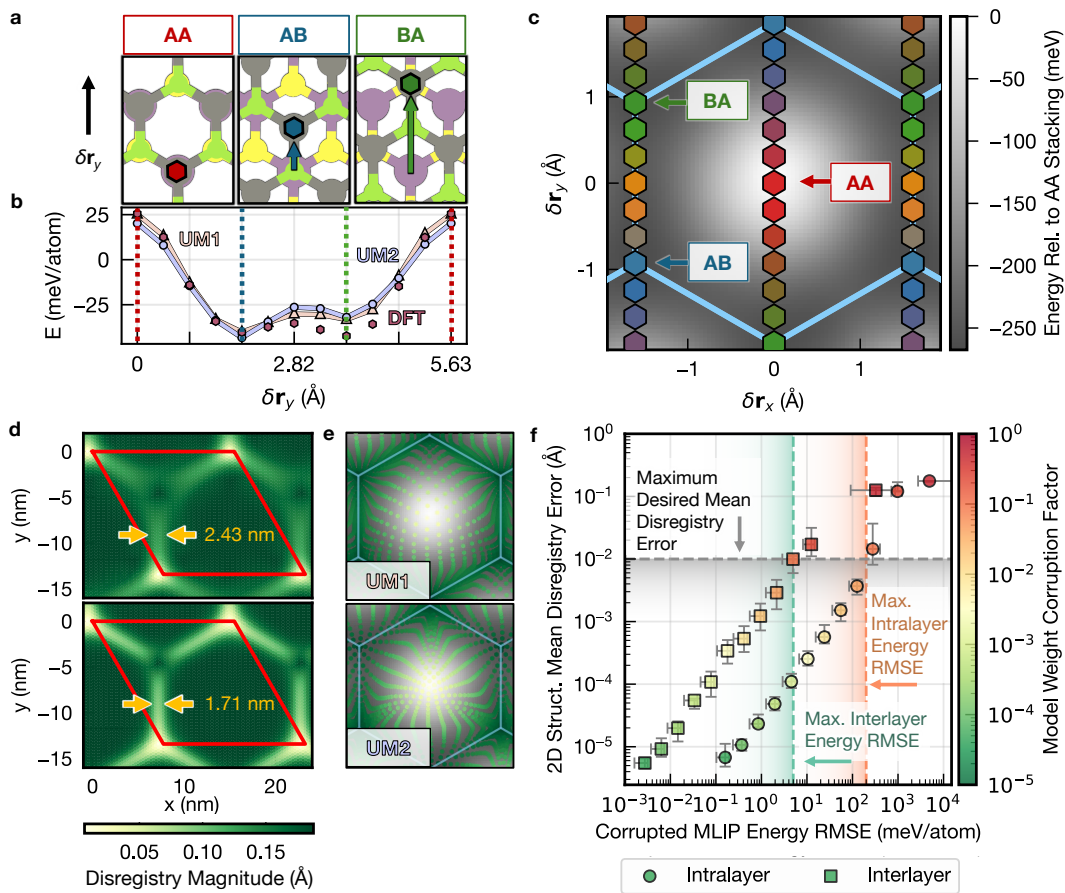 a
AA
AB
BA
δr_y
b
25
0
−25
E (meV/atom)
UM1
UM2
DFT
0
2.82
5.63
δr_y (Å)
c
1
0
-1
δr_y (Å)
BA
AA
AB
−1
0
1
δr_x (Å)
0
−50
−100
−150
−200
−250
Energy Rel. to AA Stacking (meV)
d
0
−5
−10
−15
y (nm)
2.43 nm
0
−5
−10
−15
y (nm)
1.71 nm
0
10
20
x (nm)
0.05
0.10
0.15
Disregistry Magnitude (Å)
e
UM1
UM2
f
10^0
10^−1
10^−2
10^−3
10^−4
10^−5
2D Struct. Mean Disregistry Error (Å)
Maximum
Desired Mean
Disregistry
Error
Max.
Intralayer
Energy
RMSE
Max. Interlayer
Energy RMSE
10^−3
10^−2
10^−1
10^0
10^1
10^2
10^3
10^4
Corrupted MLIP Energy RMSE (meV/atom)
10^0
10^−1
10^−2
10^−3
10^−4
10^−5
Model Weight Corruption Factor
Intralayer
Interlayer